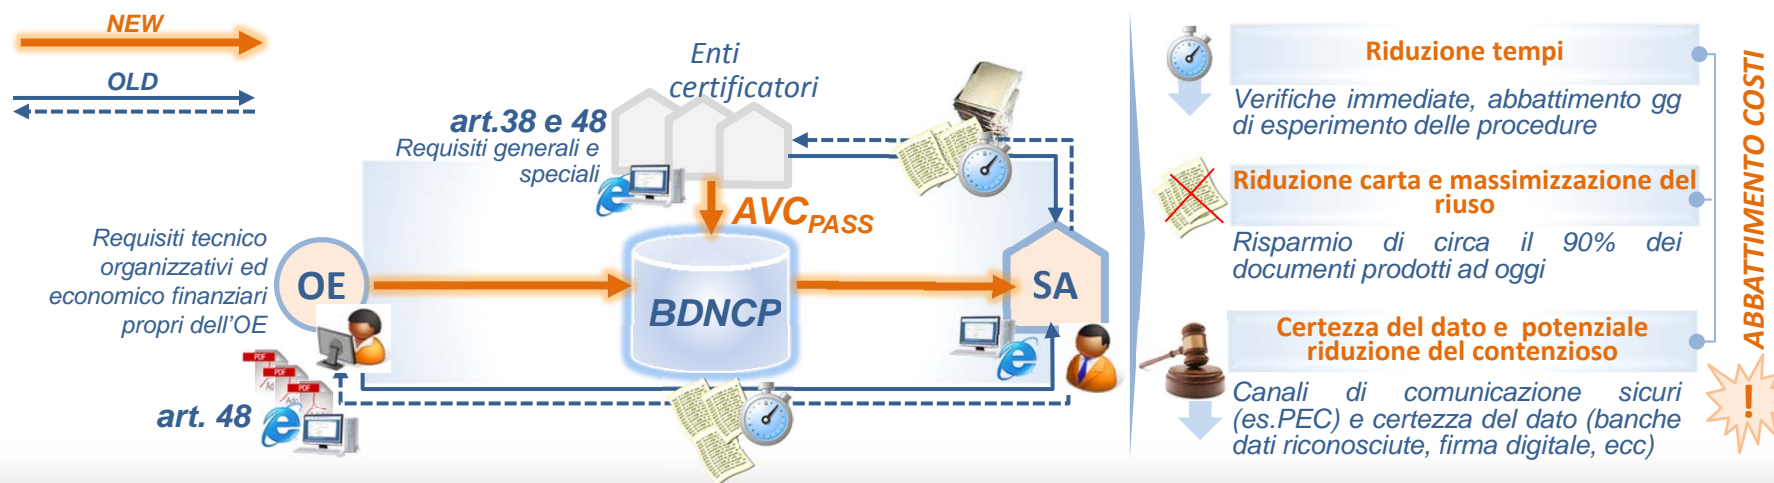 NEW
OLD
Enti
certificatori
art.38 e 48
Requisiti generali e
speciali
AVCPASS
Requisiti tecnico
organizzativi ed
economico finanziari
propri dell'OE
OE
BDNCP
SA
PDF
PDF
PDF
art. 48
Riduzione tempi
Verifiche immediate, abbattimento gg
di esperimento delle procedure
Riduzione carta e massimizzazione del
riuso
Risparmio di circa il 90% dei
documenti prodotti ad oggi
Certezza del dato e potenziale
riduzione del contenzioso
Canali di comunicazione sicuri
(es.PEC) e certezza del dato (banche
dati riconosciute, firma digitale, ecc)
ABBATTIMENTO COSTI
!